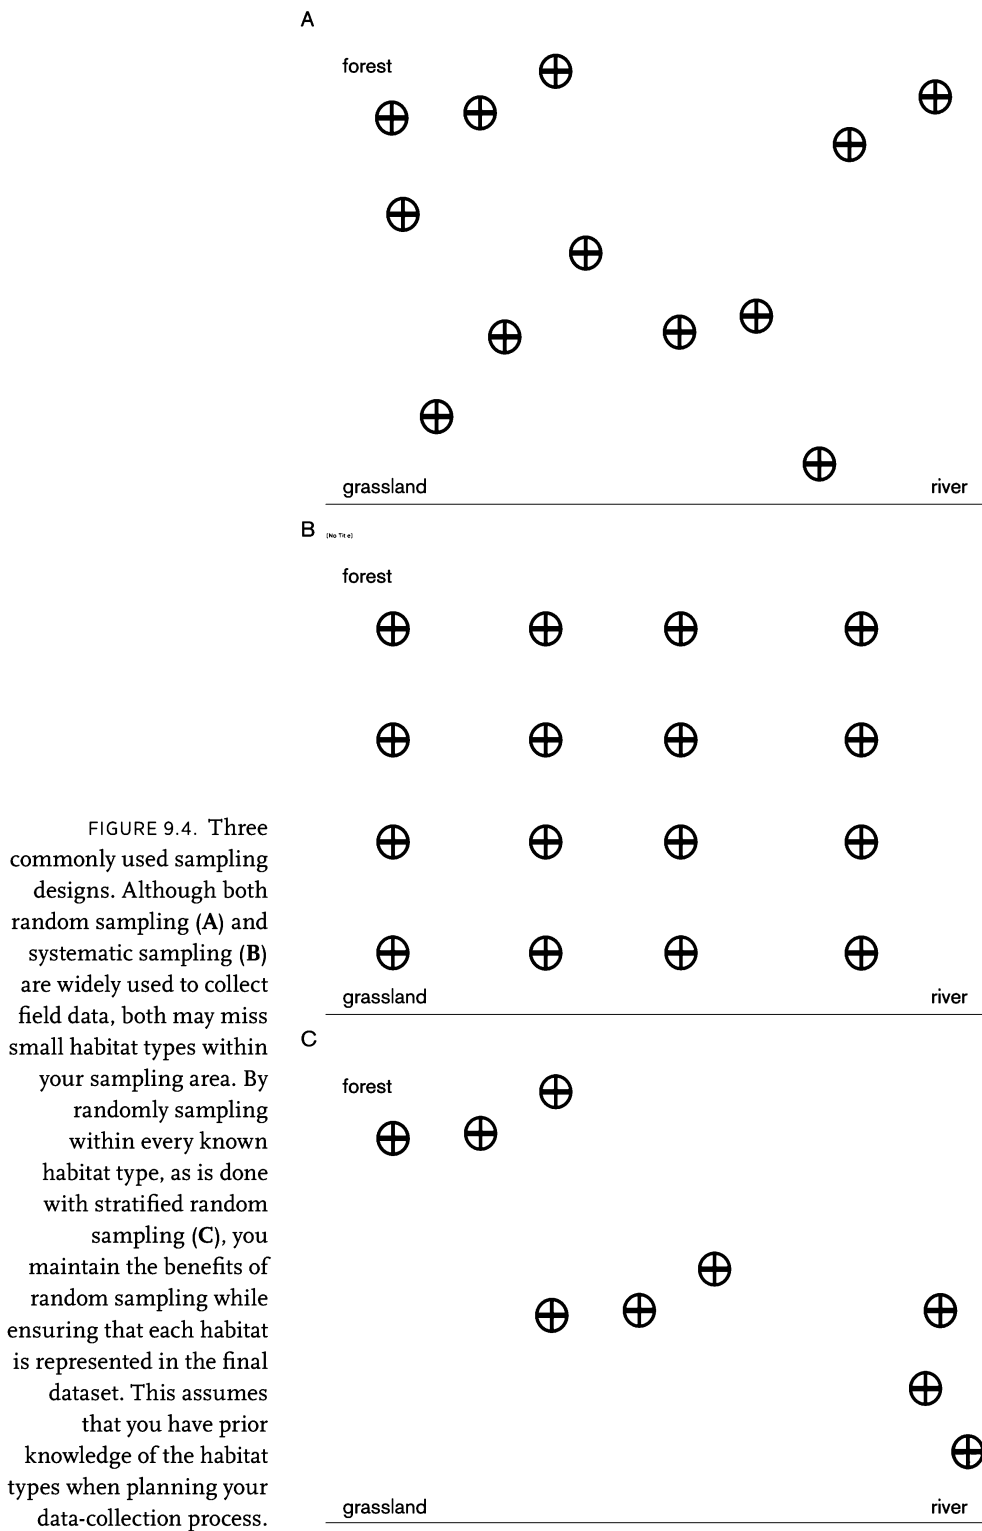 A
forest
grassland
river
B
[No Title]
forest
grassland
river
C
forest
grassland
river
FIGURE 9.4. Three
commonly used sampling
designs. Although both
random sampling (A) and
systematic sampling (B)
are widely used to collect
field data, both may miss
small habitat types within
your sampling area. By
randomly sampling
within every known
habitat type, as is done
with stratified random
sampling (C), you
maintain the benefits of
random sampling while
ensuring that each habitat
is represented in the final
dataset. This assumes
that you have prior
knowledge of the habitat
types when planning your
data-collection process.